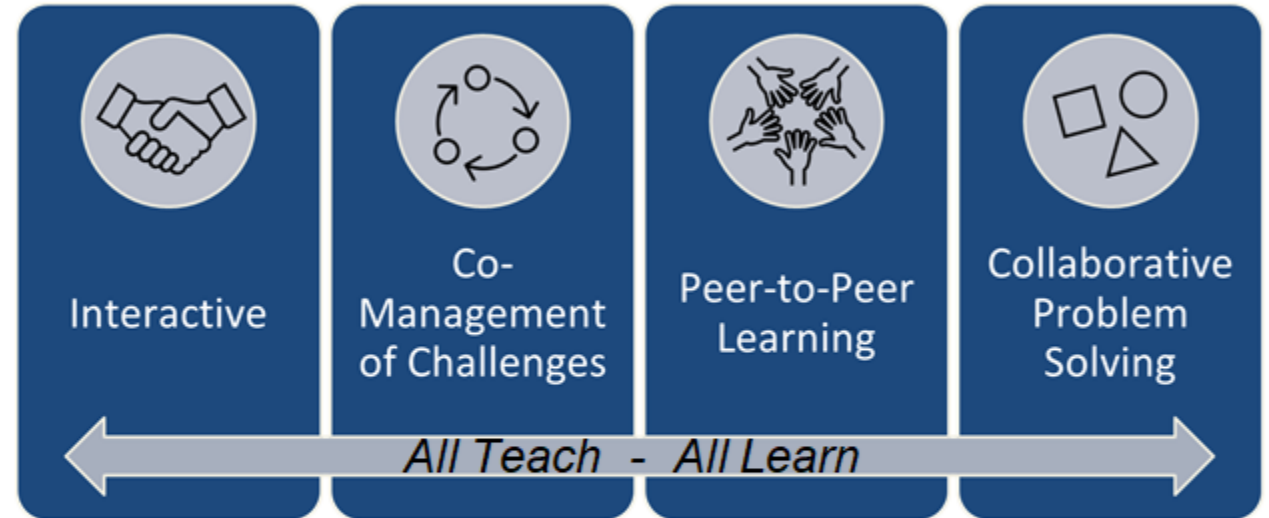 Interactive
Co-
Management
of Challenges
Peer-to-Peer
Learning
Collaborative
Problem
Solving
All Teach - All Learn